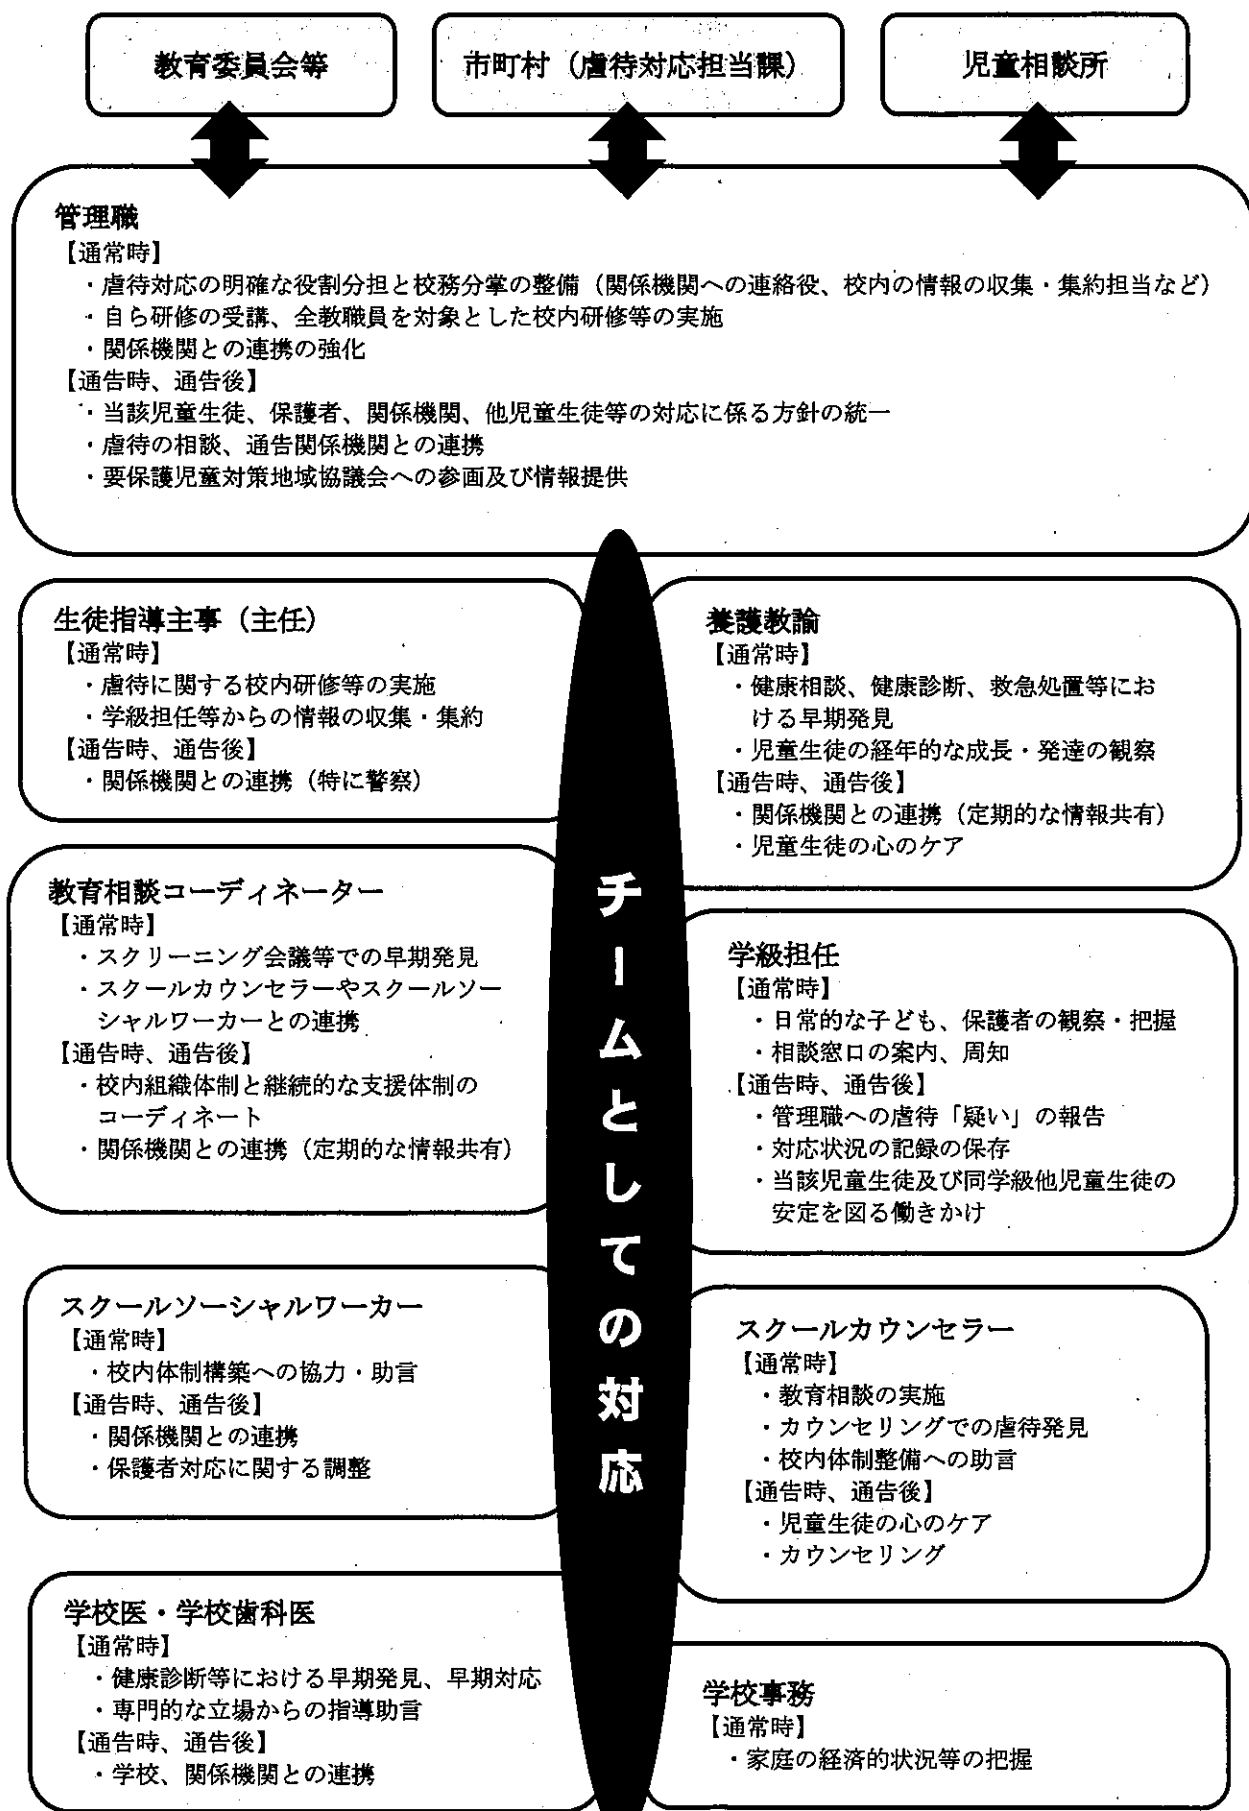 教育委員会等
市町村（虐待対応担当課）
児童相談所
管理職
【通常時】
・虐待対応の明確な役割分担と校務分掌の整備（関係機関への連絡役、校内の情報の収集・集約担当など）
・自ら研修の受講、全教職員を対象とした校内研修等の実施
・関係機関との連携の強化
【通告時、通告後】
・当該児童生徒、保護者、関係機関、他児童生徒等の対応に係る方針の統一
・虐待の相談、通告関係機関との連携
・要保護児童対策地域協議会への参画及び情報提供
生徒指導主事（主任）
【通常時】
・虐待に関する校内研修等の実施
・学級担任等からの情報の収集・集約
【通告時、通告後】
・関係機関との連携（特に警察）
養護教諭
【通常時】
・健康相談、健康診断、救急処置等にお
ける早期発見
・児童生徒の経年的な成長・発達の観察
【通告時、通告後】
・関係機関との連携（定期的な情報共有）
・児童生徒の心のケア
教育相談コーディネーター
【通常時】
・スクリーニング会議等での早期発見
・スクールカウンセラーやスクールソー
シャルワーカーとの連携
【通告時、通告後】
・校内組織体制と継続的な支援体制の
コーディネート
・関係機関との連携（定期的な情報共有）
学級担任
【通常時】
・日常的な子ども、保護者の観察・把握
・相談窓口の案内、周知
【通告時、通告後】
・管理職への虐待「疑い」の報告
・対応状況の記録の保存
・当該児童生徒及び同学級他児童生徒の
安定を図る働きかけ
チームとしての対応
スクールソーシャルワーカー
【通常時】
・校内体制構築への協力・助言
【通告時、通告後】
・関係機関との連携
・保護者対応に関する調整
スクールカウンセラー
【通常時】
・教育相談の実施
・カウンセリングでの虐待発見
・校内体制整備への助言
【通告時、通告後】
・児童生徒の心のケア
・カウンセリング
学校医・学校歯科医
【通常時】
・健康診断等における早期発見、早期対応
・専門的な立場からの指導助言
【通告時、通告後】
・学校、関係機関との連携
学校事務
【通常時】
・家庭の経済的状況等の把握